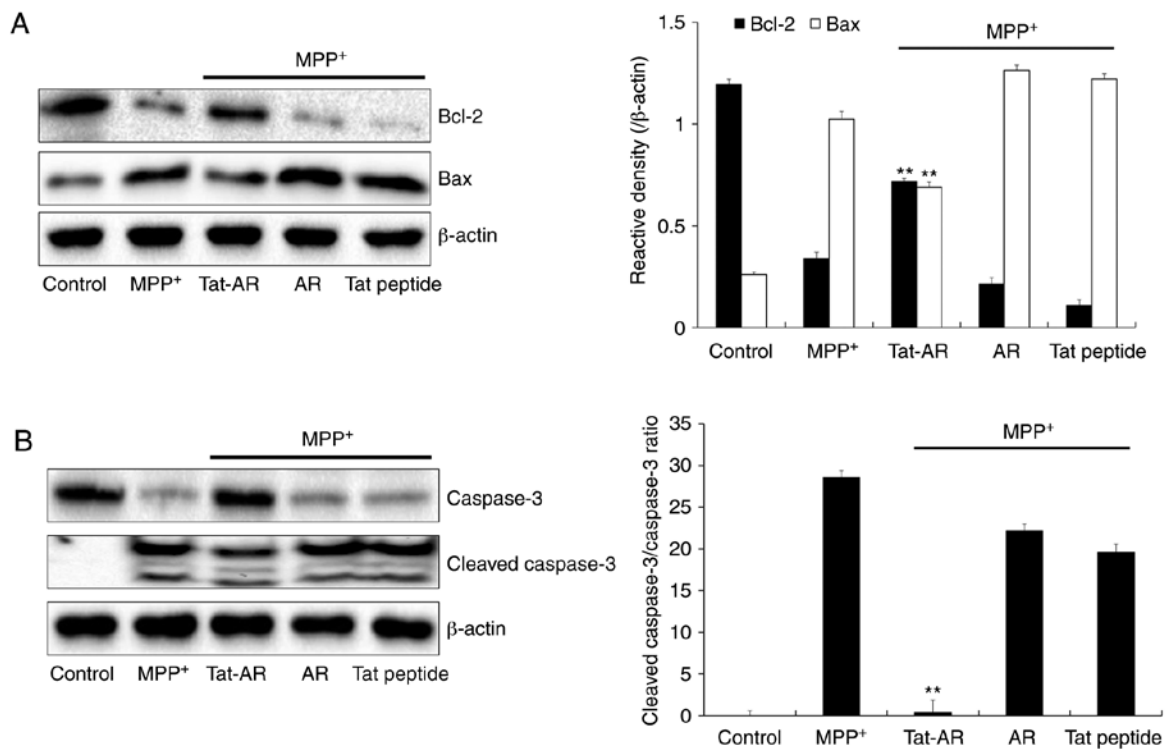 A
MPP+
Bcl-2
Bax
β-actin
Control MPP+ Tat-AR AR Tat peptide
Bcl-2 Bax
MPP+
Reactive density (/β-actin)
1.5
1
0.5
0
** **
Control MPP+ Tat-AR AR Tat peptide
B
MPP+
Caspase-3
Cleaved caspase-3
β-actin
Control MPP+ Tat-AR AR Tat peptide
MPP+
Cleaved caspase-3/caspase-3 ratio
35
30
25
20
15
10
5
0
**
Control MPP+ Tat-AR AR Tat peptide